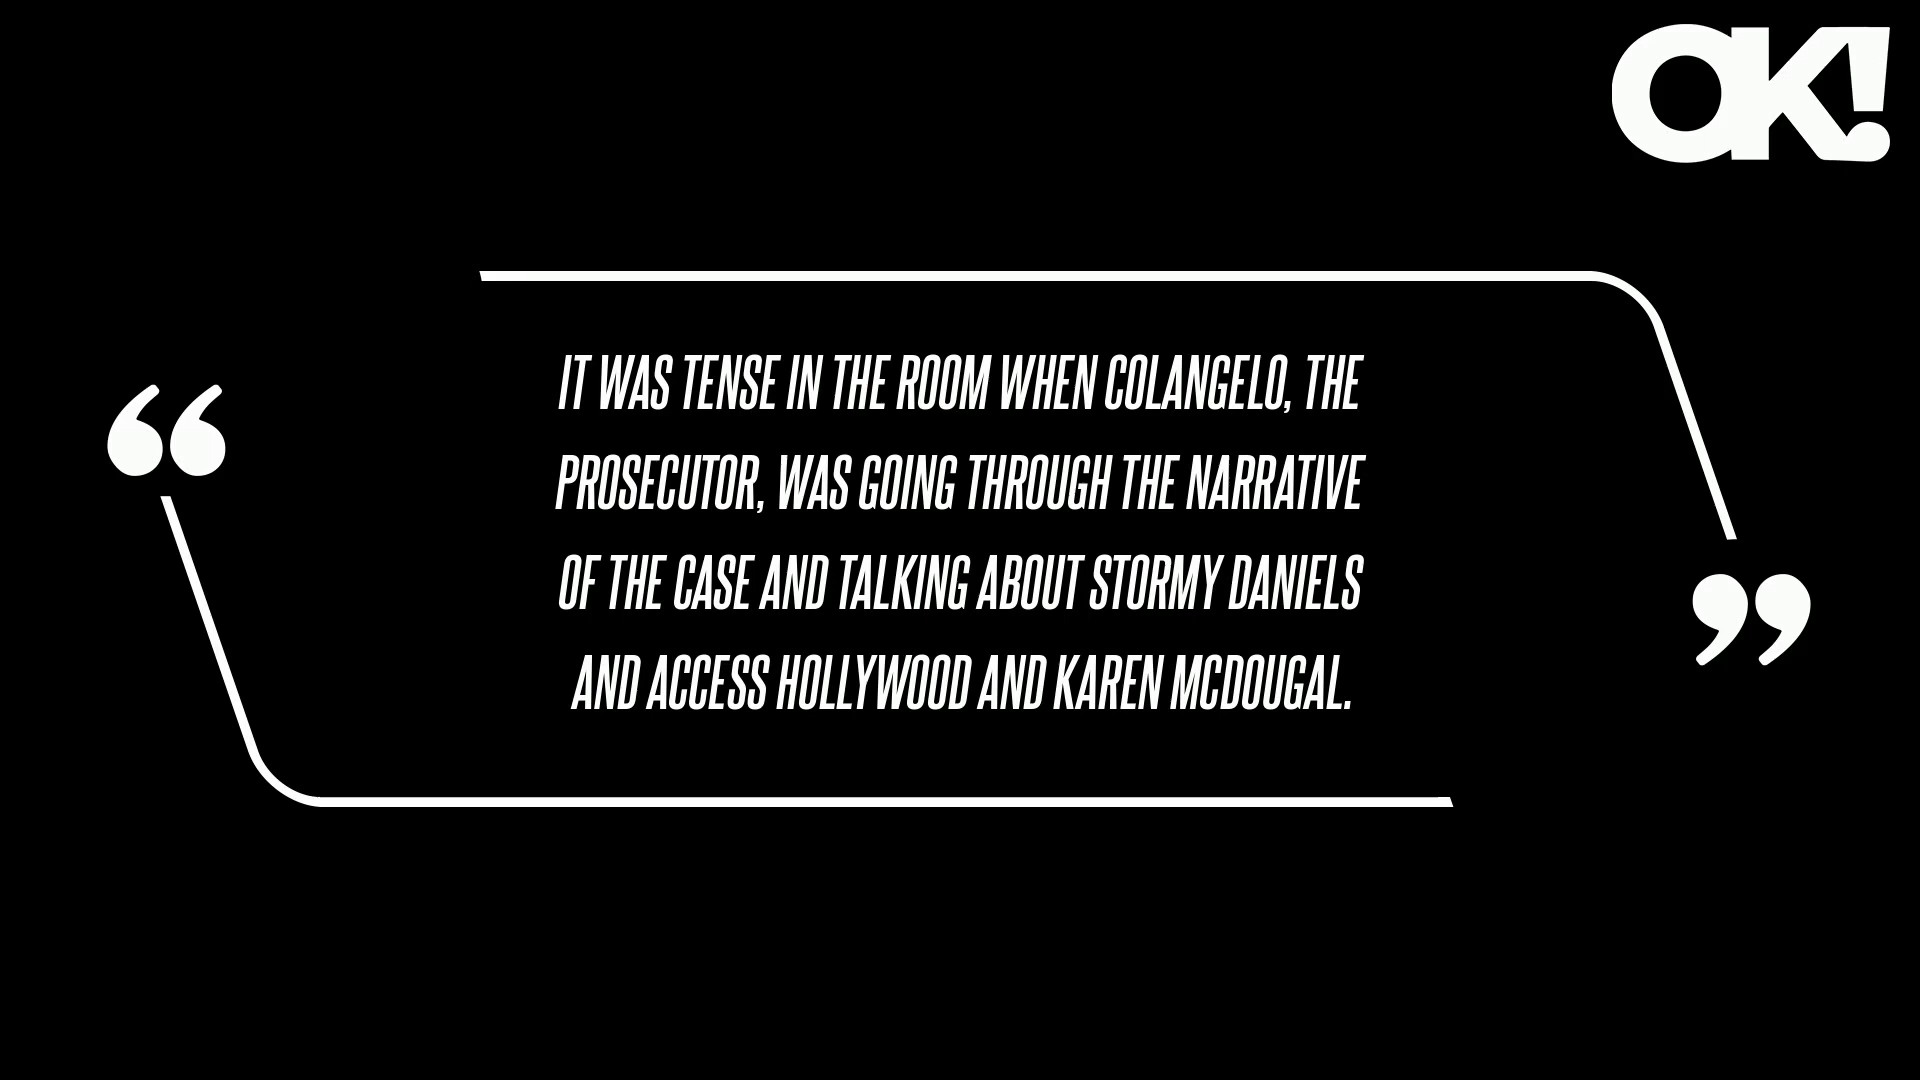 OK!
“
IT WAS TENSE IN THE ROOM WHEN COLANGELO, THE
PROSECUTOR, WAS GOING THROUGH THE NARRATIVE
OF THE CASE AND TALKING ABOUT STORMY DANIELS
AND ACCESS HOLLYWOOD AND KAREN MCDOUGAL.
”